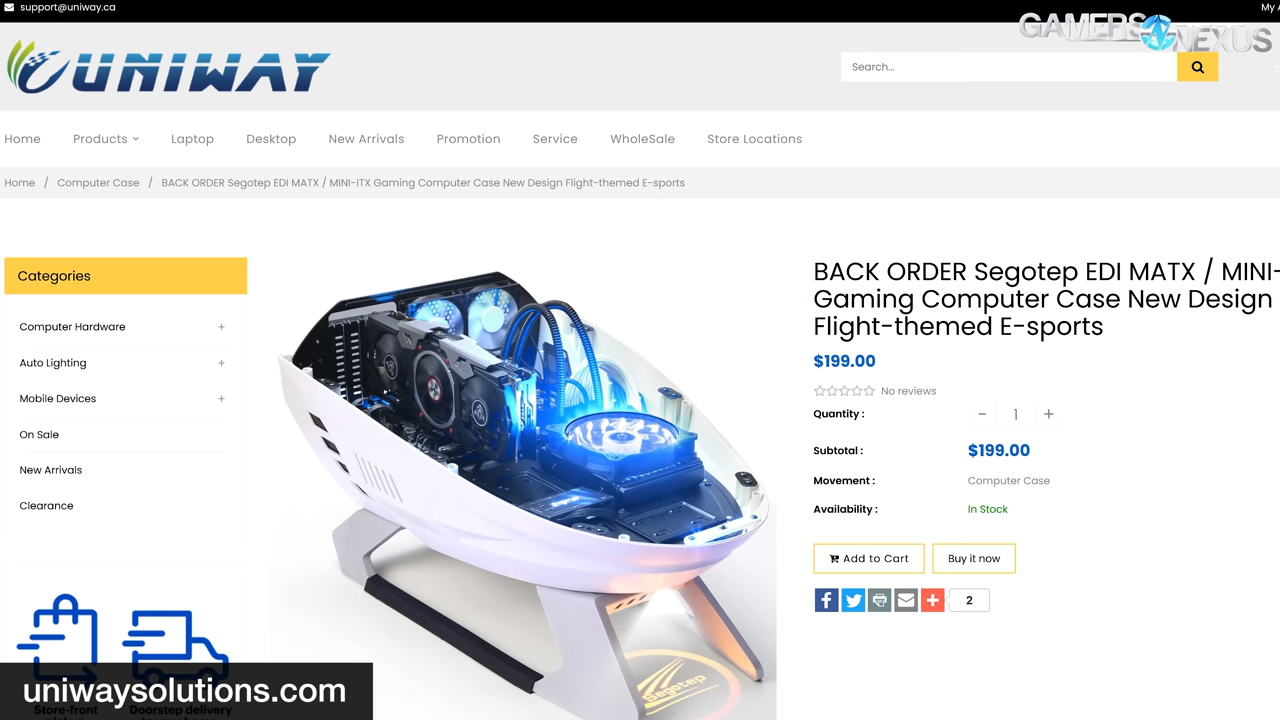 support@uniway.ca
My
GAMERS NEXUS
UNIWAY
Search...
Home Products Laptop Desktop New Arrivals Promotion Service WholeSale Store Locations
Home / Computer Case / BACK ORDER Segotep EDI MATX / MINI-ITX Gaming Computer Case New Design Flight-themed E-sports
Categories
Computer Hardware +
Auto Lighting +
Mobile Devices +
On Sale
New Arrivals
Clearance
BACK ORDER Segotep EDI MATX / MINI-
Gaming Computer Case New Design
Flight-themed E-sports
$199.00
No reviews
Quantity : − 1 +
Subtotal : $199.00
Movement : Computer Case
Availability : In Stock
Add to Cart Buy it now
2
Segotep
uniwaysolutions.com
Store-front
Doorstep delivery